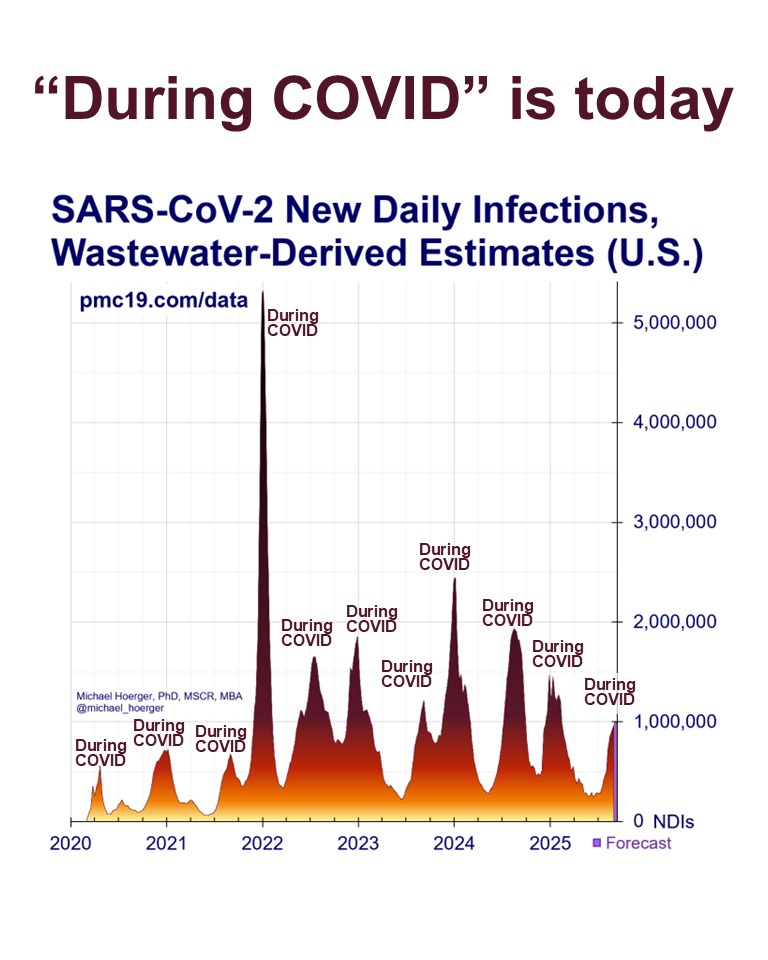 “During COVID” is today
SARS-CoV-2 New Daily Infections,
Wastewater-Derived Estimates (U.S.)
pmc19.com/data
During
COVID
5,000,000
4,000,000
3,000,000
During
COVID
During
COVID
2,000,000
During
COVID
During
COVID
During
COVID
During
COVID
During
COVID
Michael Hoerger, PhD, MSCR, MBA
@michael_hoerger
1,000,000
During
COVID
During
COVID
During
COVID
0 NDIs
2020
2021
2022
2023
2024
2025
Forecast